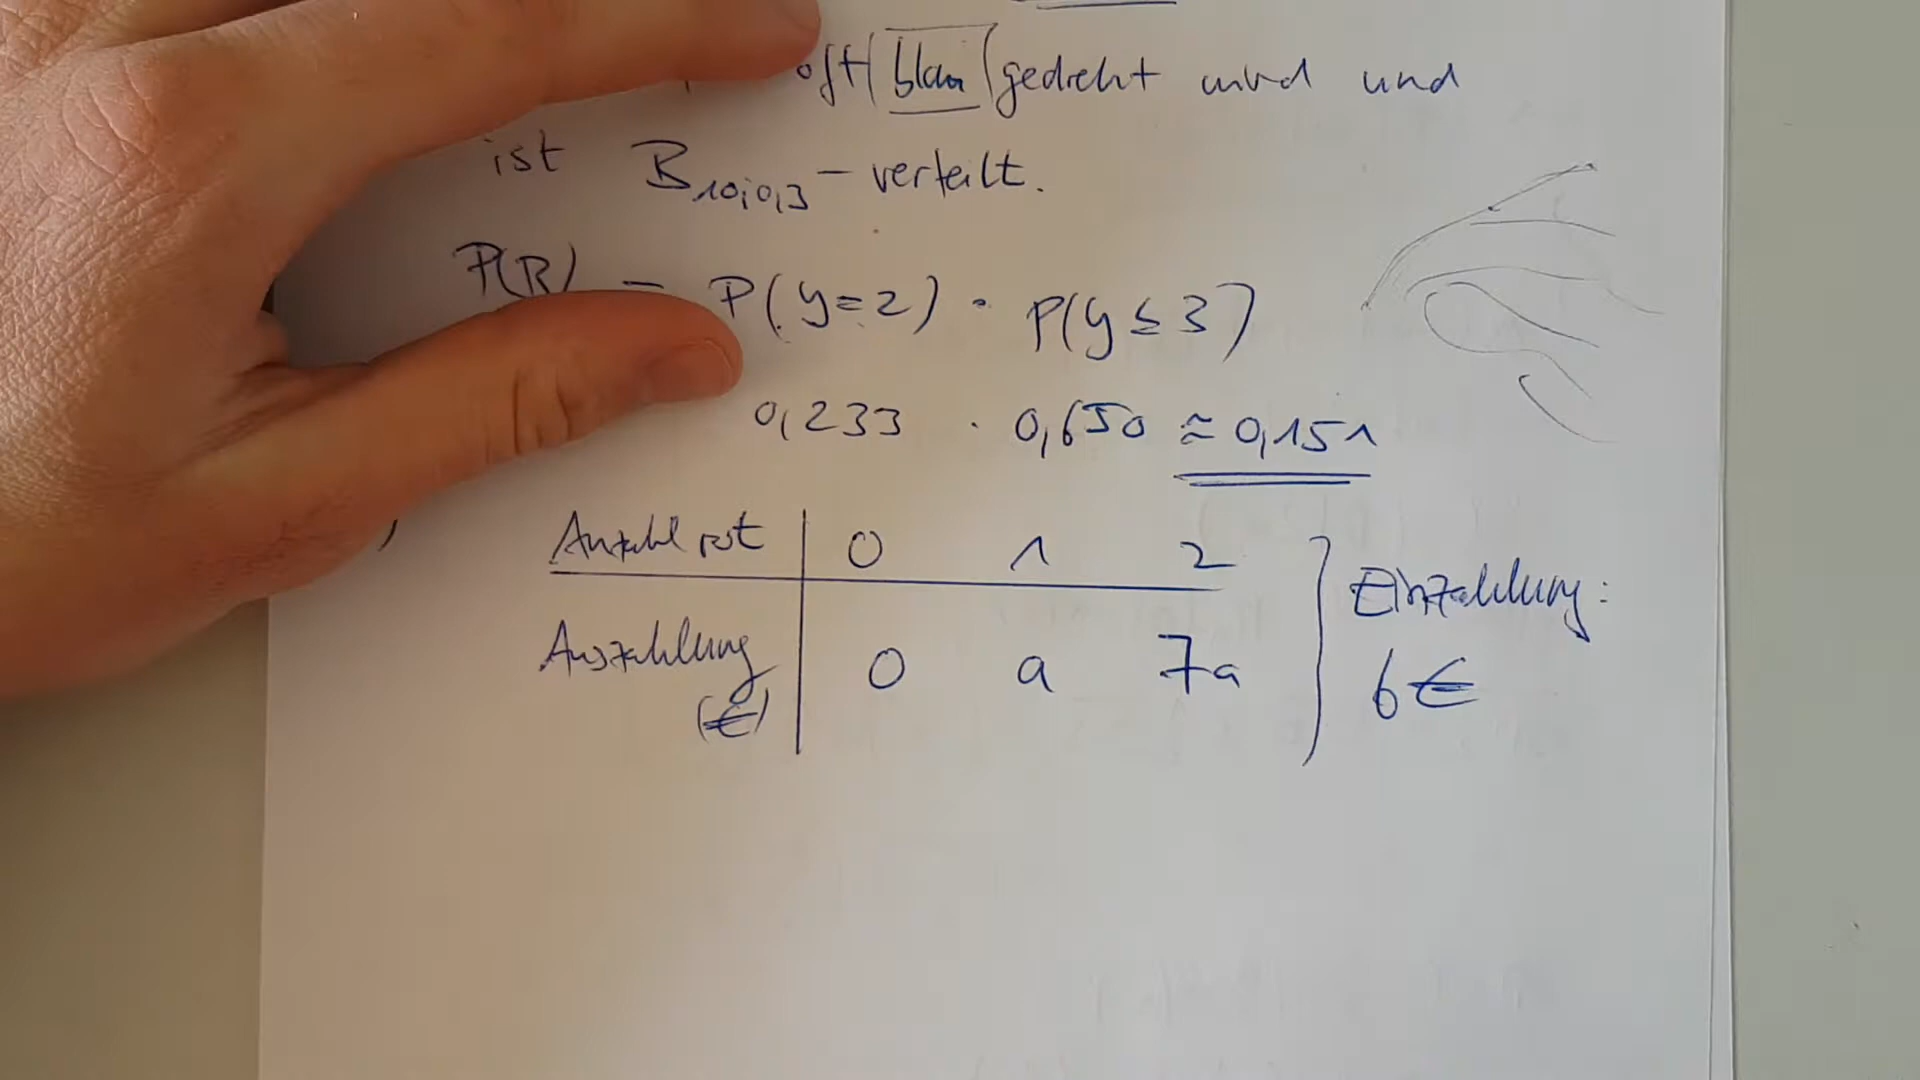 oft blau gedreht wird und
ist B10;0,3-verteilt.
P(B) = P(y=2) · P(y≤3)
0,233 · 0,650 ≈ 0,151
Anzahl rot 0 1 2
Auszahlung (€) 0 a 7a
Einzahlung:
6€